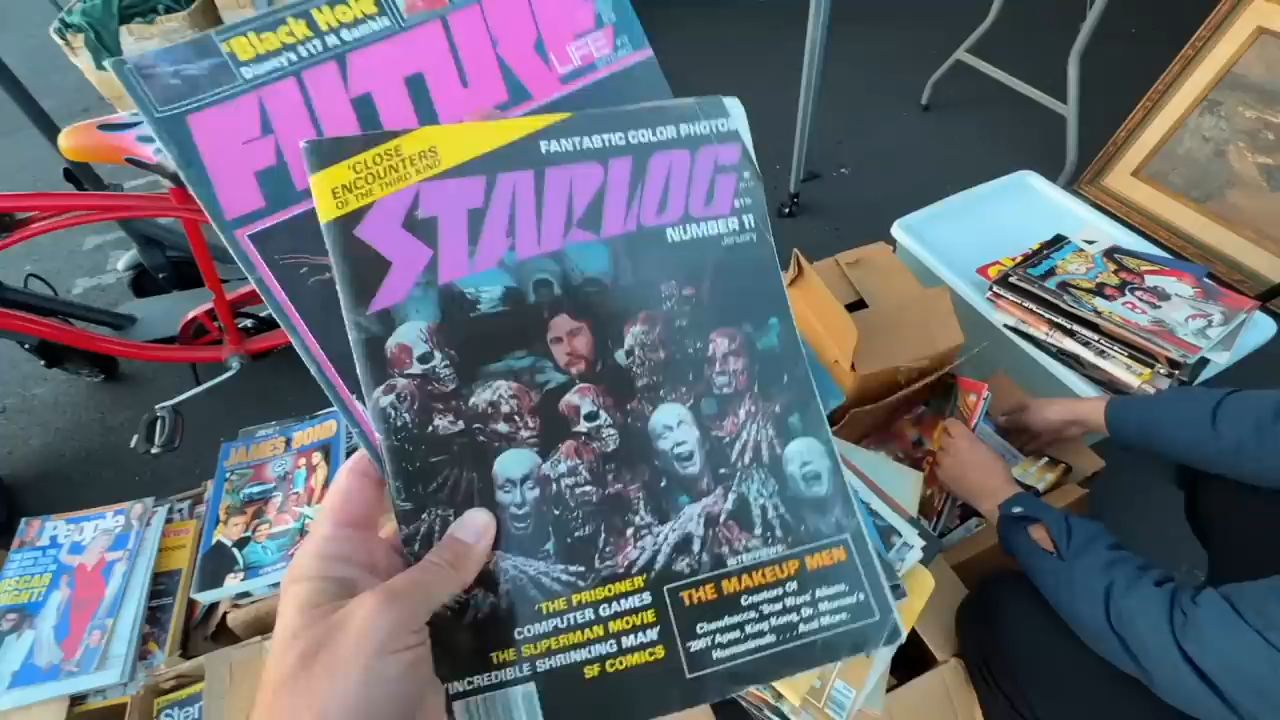 'Black Hole'
Disney's $17 M Gamble
FUTURE
LIFE
'CLOSE
ENCOUNTERS
OF THE THIRD KIND
FANTASTIC COLOR PHOTOS
STARLOG
NUMBER 11
January
INTERVIEWS:
THE MAKEUP MEN
Creators Of
Chewbacca, 'Star Wars' Aliens,
'2001' Apes, King Kong, Dr. Moreau's
Humanimals . . . And More.
'THE PRISONER'
COMPUTER GAMES
THE SUPERMAN MOVIE
'INCREDIBLE SHRINKING MAN'
SF COMICS
JAMES BOND
People
OSCAR
NIGHT!